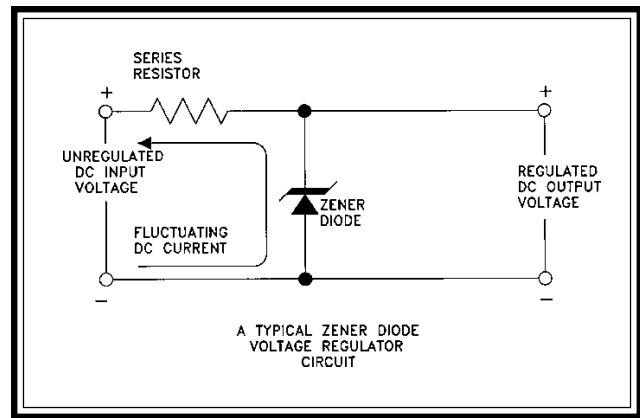 SERIES
RESISTOR
+
+
UNREGULATED
DC INPUT
VOLTAGE
REGULATED
DC OUTPUT
VOLTAGE
ZENER
DIODE
FLUCTUATING
DC CURRENT
−
−
A TYPICAL ZENER DIODE
VOLTAGE REGULATOR
CIRCUIT